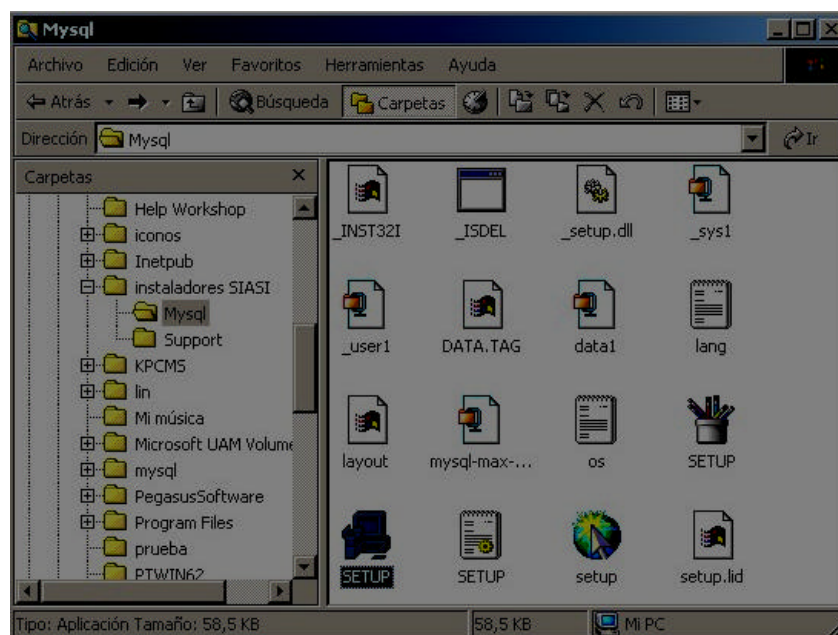 Mysql
Archivo Edición Ver Favoritos Herramientas Ayuda
Atrás Búsqueda Carpetas
Dirección Mysql Ir
Carpetas
Help Workshop
iconos
Inetpub
instaladores SIASI
Mysql
Support
KPCMS
lin
Mi música
Microsoft UAM Volume
mysql
PegasusSoftware
Program Files
prueba
PTWIN62
_INST32I _ISDEL _setup.dll _sys1
_user1 DATA.TAG data1 lang
layout mysql-max-... os SETUP
SETUP SETUP setup setup.lid
Tipo: Aplicación Tamaño: 58,5 KB 58,5 KB Mi PC